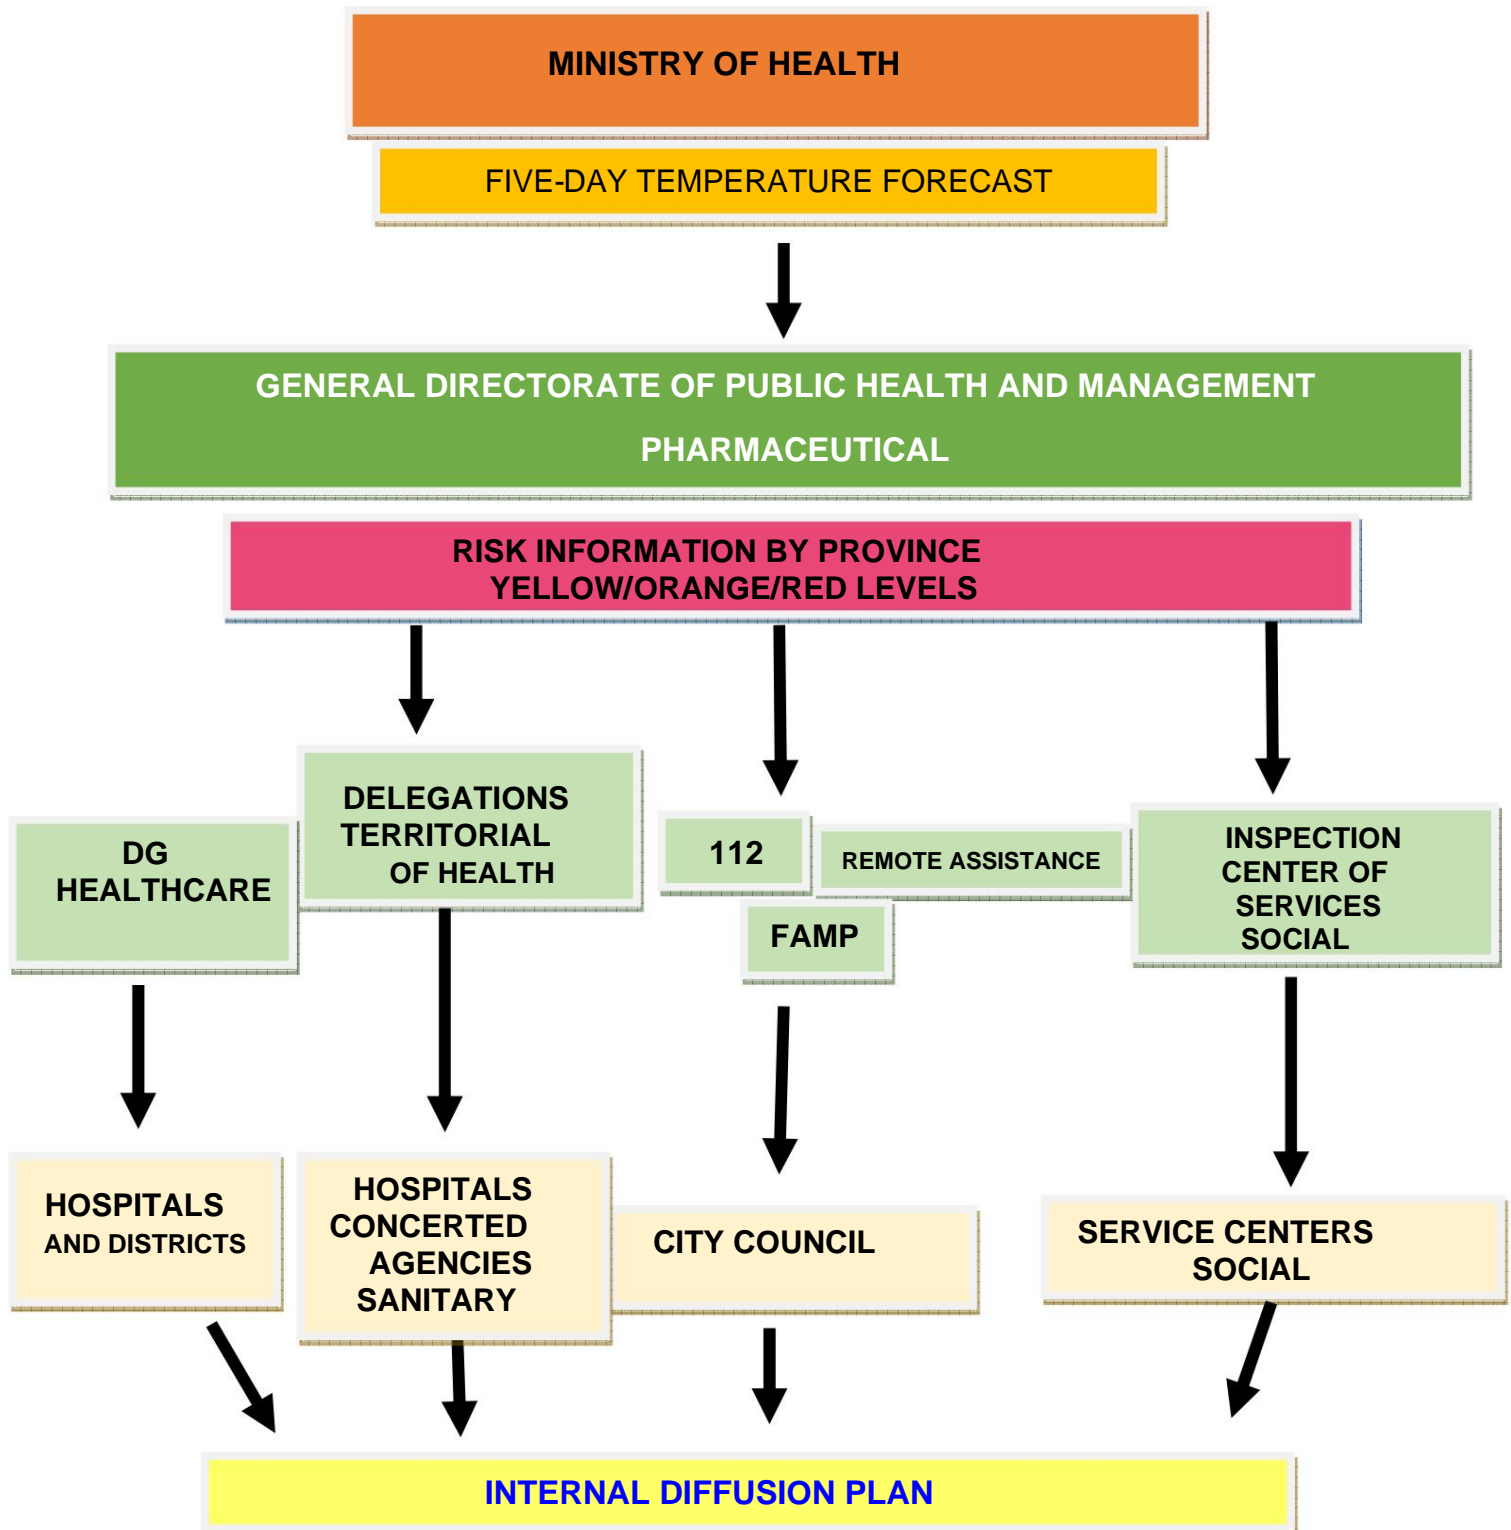 MINISTRY OF HEALTH
FIVE-DAY TEMPERATURE FORECAST
GENERAL DIRECTORATE OF PUBLIC HEALTH AND MANAGEMENT
PHARMACEUTICAL
RISK INFORMATION BY PROVINCE
YELLOW/ORANGE/RED LEVELS
DG
HEALTHCARE
DELEGATIONS
TERRITORIAL
OF HEALTH
112
REMOTE ASSISTANCE
FAMP
INSPECTION
CENTER OF
SERVICES
SOCIAL
HOSPITALS
AND DISTRICTS
HOSPITALS
CONCERTED
AGENCIES
SANITARY
CITY COUNCIL
SERVICE CENTERS
SOCIAL
INTERNAL DIFFUSION PLAN